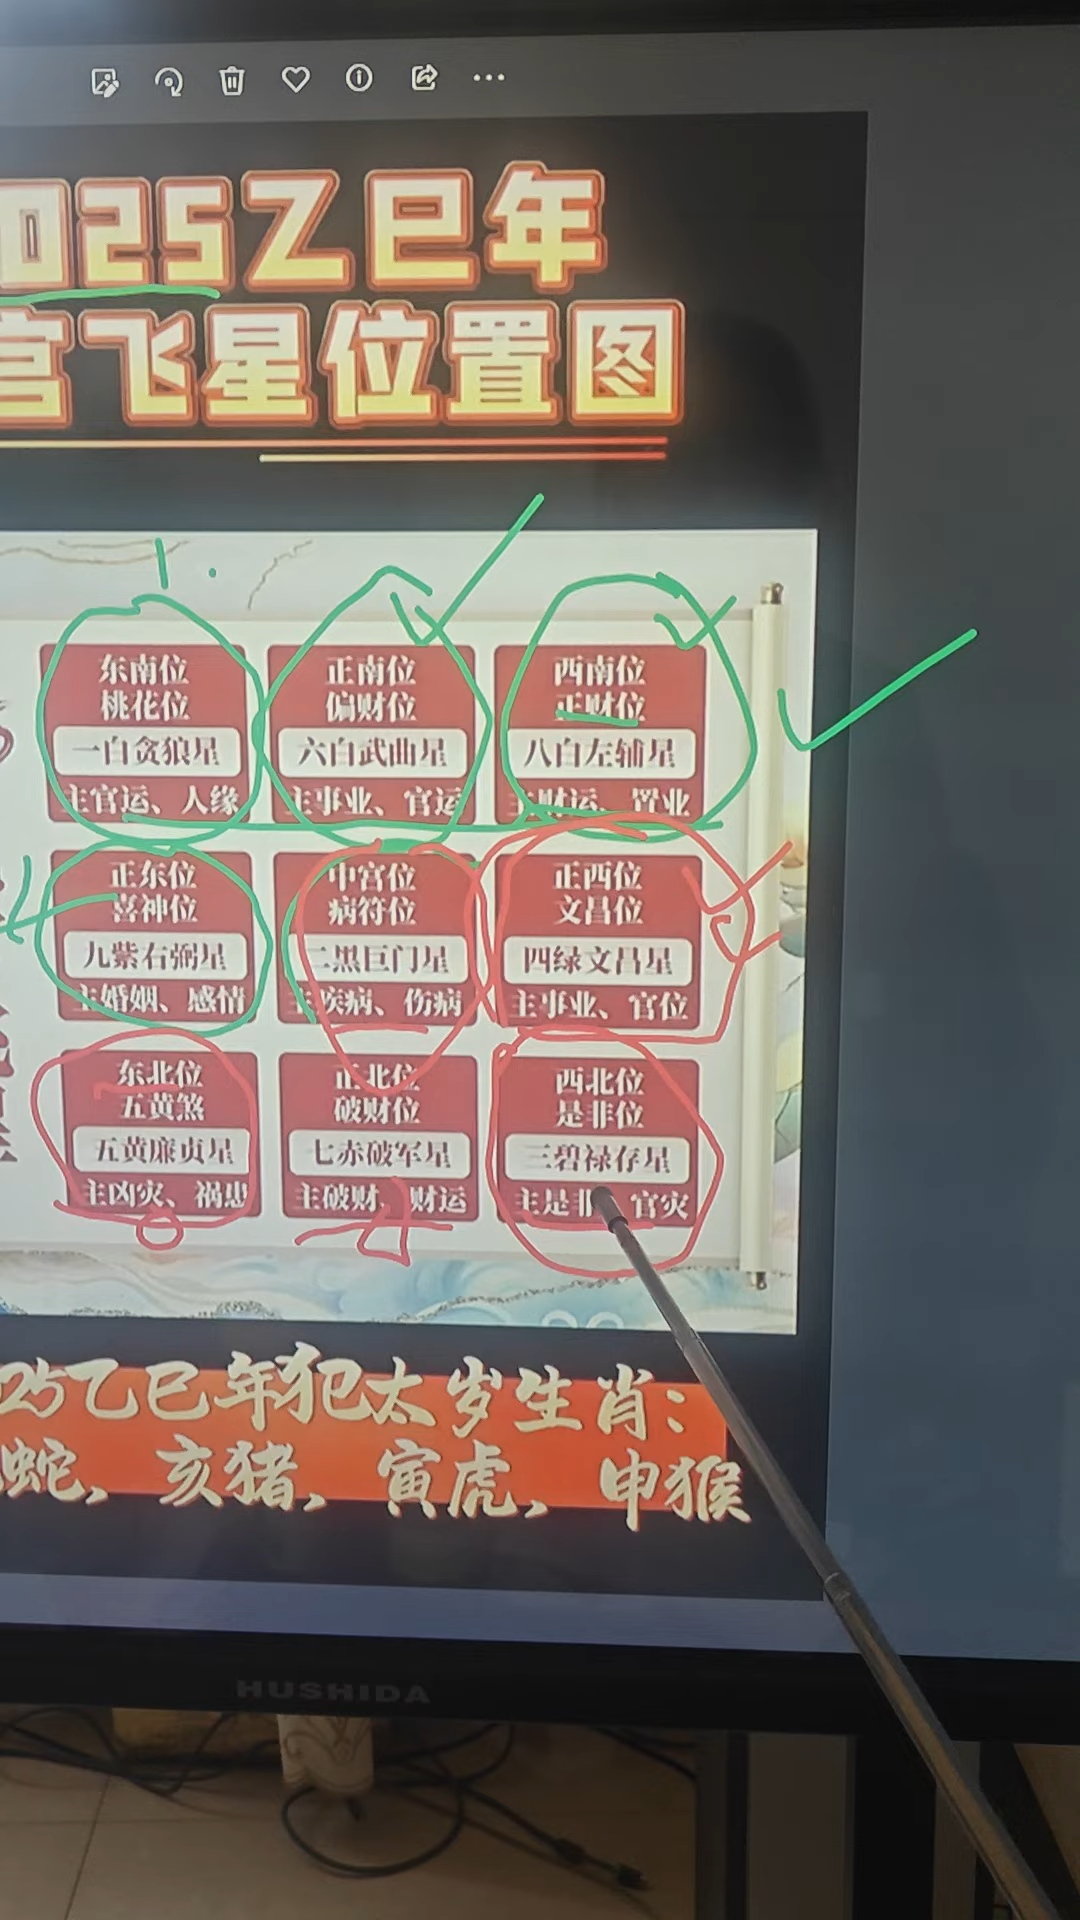 025乙巳年
宫飞星位置图
东南位
桃花位
一白贪狼星
主官运、人缘
正南位
偏财位
六白武曲星
主事业、官运
西南位
正财位
八白左辅星
主财运、置业
正东位
喜神位
九紫右弼星
主婚姻、感情
中宫位
病符位
二黑巨门星
主疾病、伤病
正西位
文昌位
四绿文昌星
主事业、官位
东北位
五黄煞
五黄廉贞星
主凶灾、祸患
正北位
破财位
七赤破军星
主破财、财运
西北位
是非位
三碧禄存星
主是非 官灾
025乙巳年犯太岁生肖:
蛇, 亥猪, 寅虎, 申猴
HUSHIDA